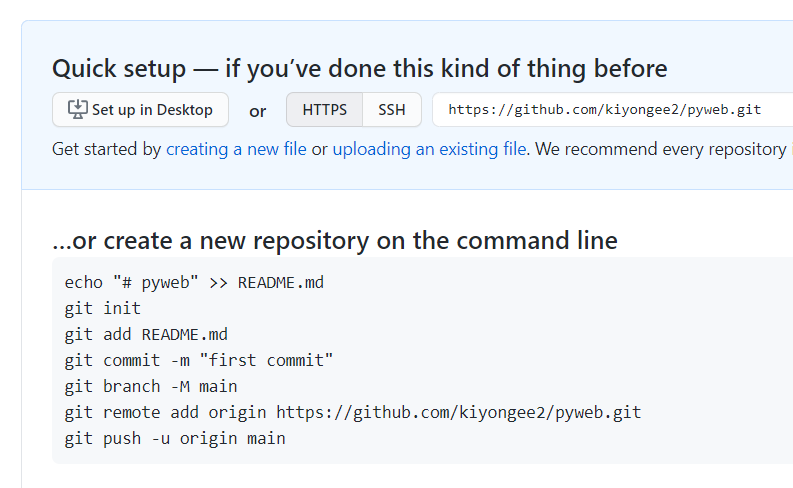 Quick setup — if you’ve done this kind of thing before
Set up in Desktop or HTTPS SSH https://github.com/kiyongee2/pyweb.git
Get started by creating a new file or uploading an existing file. We recommend every repository
…or create a new repository on the command line
echo "# pyweb" >> README.md
git init
git add README.md
git commit -m "first commit"
git branch -M main
git remote add origin https://github.com/kiyongee2/pyweb.git
git push -u origin main